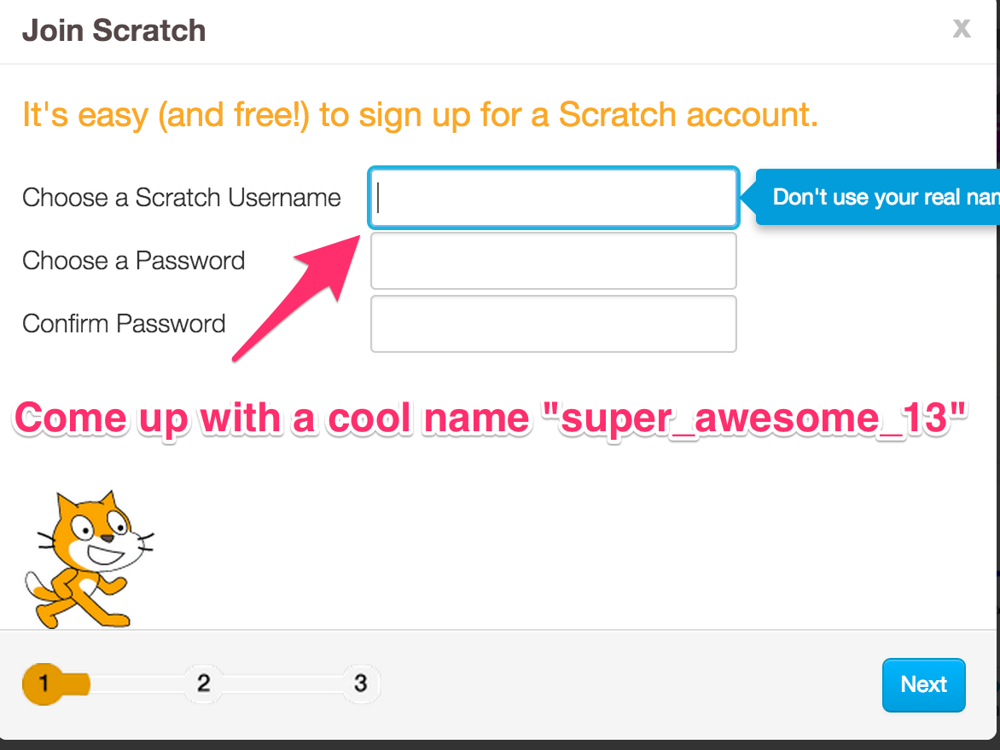 Join Scratch
x
It's easy (and free!) to sign up for a Scratch account.
Choose a Scratch Username
Don't use your real
Choose a Password
Confirm Password
Come up with a cool name "super_awesome_13"
1 2 3
Next